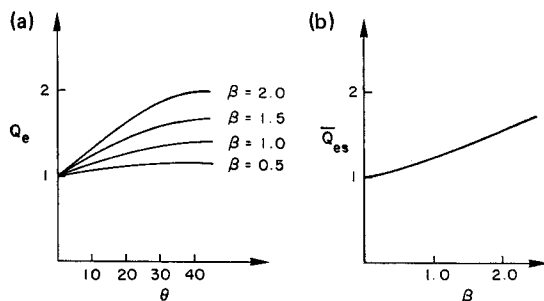 (a)
2
Q_e
1
β = 2.0
β = 1.5
β = 1.0
β = 0.5
10 20 30 40
θ
(b)
2
Q̅_es
1
1.0 2.0
β